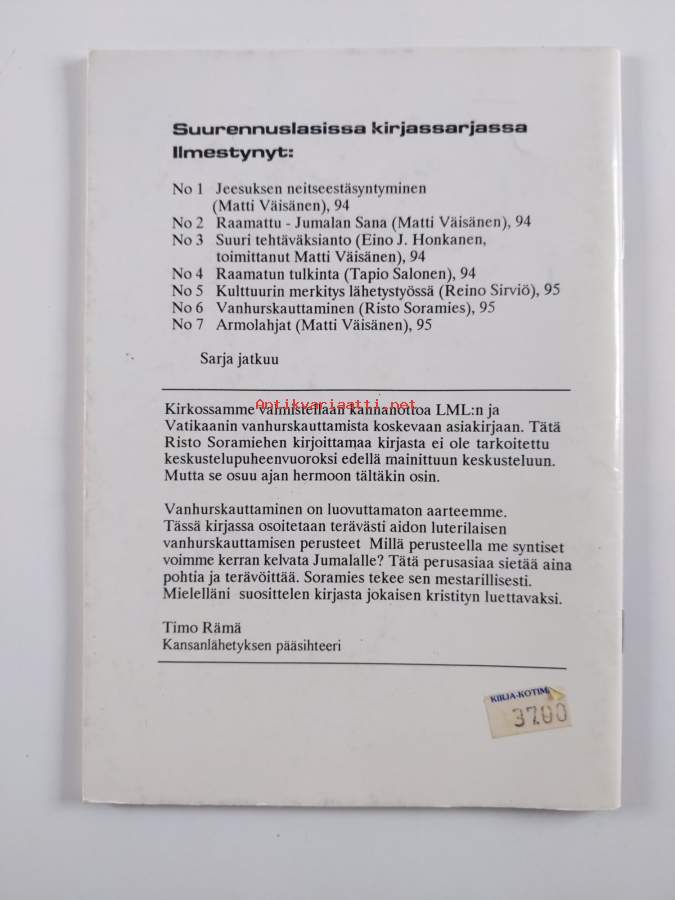 Suurennuslasissa kirjassarjassa
Ilmestynyt:
No 1 Jeesuksen neitseestäsyntyminen
(Matti Väisänen), 94
No 2 Raamattu - Jumalan Sana (Matti Väisänen), 94
No 3 Suuri tehtäväksianto (Eino J. Honkanen,
toimittanut Matti Väisänen), 94
No 4 Raamatun tulkinta (Tapio Salonen), 94
No 5 Kulttuurin merkitys lähetystyössä (Reino Sirviö), 95
No 6 Vanhurskauttaminen (Risto Soramies), 95
No 7 Armolahjat (Matti Väisänen), 95
Sarja jatkuu
Antikvariaatti.net
Kirkossamme valmistellaan kannanottoa LML:n ja
Vatikaanin vanhurskauttamista koskevaan asiakirjaan. Tätä
Risto Soramiehen kirjoittamaa kirjasta ei ole tarkoitettu
keskustelupuheenvuoroksi edellä mainittuun keskusteluun.
Mutta se osuu ajan hermoon tältäkin osin.
Vanhurskauttaminen on luovuttamaton aarteemme.
Tässä kirjassa osoitetaan terävästi aidon luterilaisen
vanhurskauttamisen perusteet Millä perusteella me syntiset
voimme kerran kelvata Jumalalle? Tätä perusasiaa sietää aina
pohtia ja terävöittää. Soramies tekee sen mestarillisesti.
Mielelläni suosittelen kirjasta jokaisen kristityn luettavaksi.
Timo Rämä
Kansanlähetyksen pääsihteeri
KIRJA-KOTIM
37.00